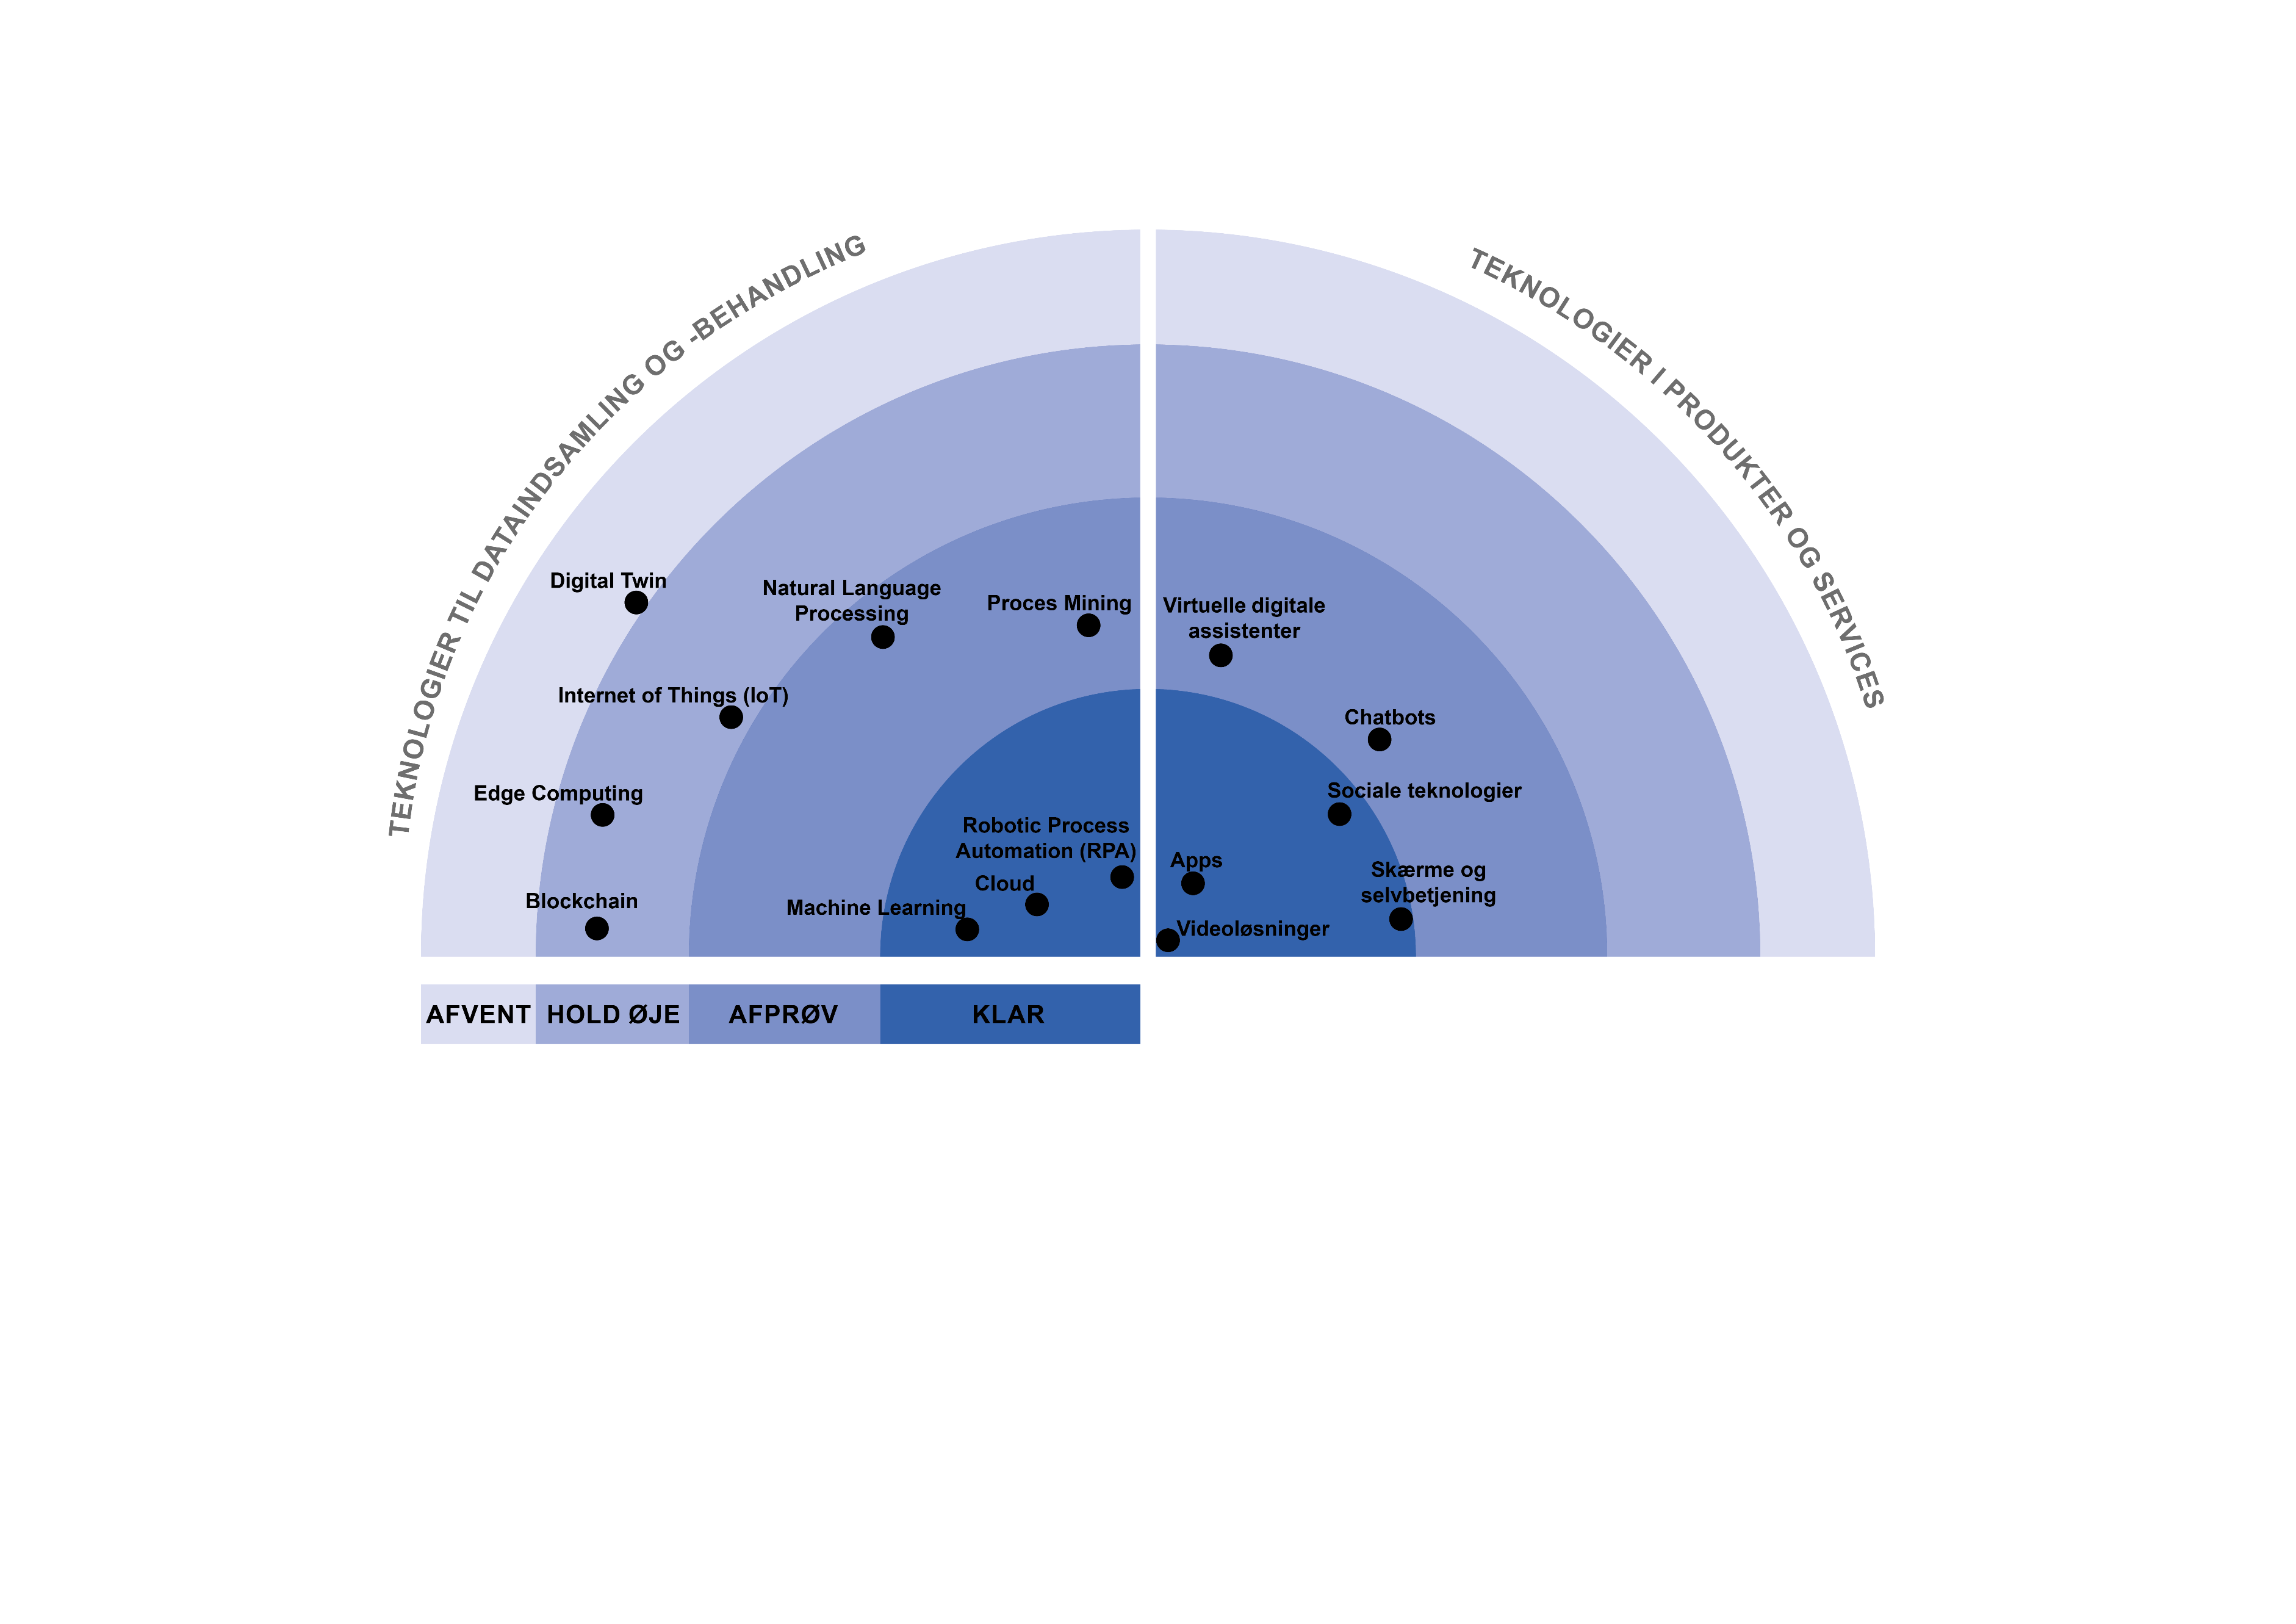 TEKNOLOGIER TIL DATAINDSAMLING OG -BEHANDLING
TEKNOLOGIER I PRODUKTER OG SERVICES
Digital Twin
Natural Language
Processing
Proces Mining
Internet of Things (IoT)
Edge Computing
Robotic Process
Automation (RPA)
Cloud
Machine Learning
Blockchain
Virtuelle digitale
assistenter
Chatbots
Sociale teknologier
Apps
Skærme og
selvbetjening
Videoløsninger
AFVENT
HOLD ØJE
AFPRØV
KLAR